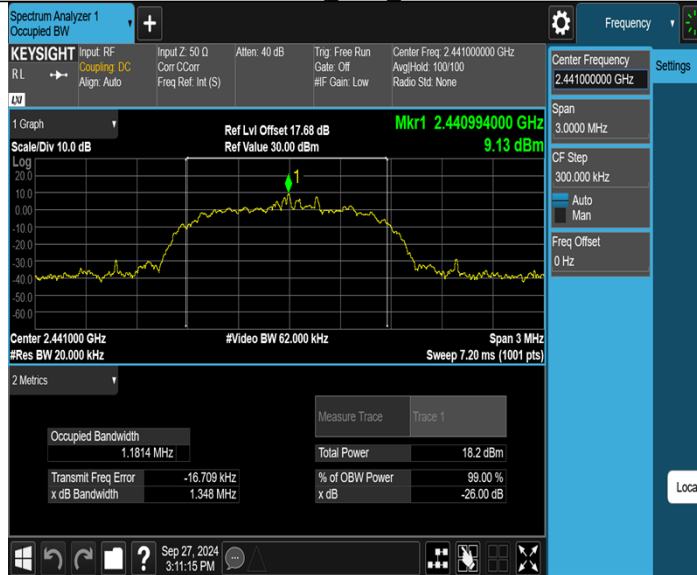 Spectrum Analyzer 1
Occupied BW
Frequency
KEYSIGHT
RL
LXI
Input: RF
Coupling: DC
Align: Auto
Input Z: 50 Ω
Corr CCorr
Freq Ref: Int (S)
Atten: 40 dB
Trig: Free Run
Gate: Off
#IF Gain: Low
Center Freq: 2.441000000 GHz
Avg|Hold: 100/100
Radio Std: None
Center Frequency
2.441000000 GHz
Settings
Span
3.0000 MHz
CF Step
300.000 kHz
Auto
Man
Freq Offset
0 Hz
1 Graph
Scale/Div 10.0 dB
Ref Lvl Offset 17.68 dB
Ref Value 30.00 dBm
Mkr1 2.440994000 GHz
9.13 dBm
Log
20.0
10.0
0.00
-10.0
-20.0
-30.0
-40.0
-50.0
-60.0
1
Center 2.441000 GHz
#Res BW 20.000 kHz
#Video BW 62.000 kHz
Span 3 MHz
Sweep 7.20 ms (1001 pts)
2 Metrics
Measure Trace
Trace 1
Occupied Bandwidth
1.1814 MHz
Total Power
18.2 dBm
Transmit Freq Error
-16.709 kHz
% of OBW Power
99.00 %
x dB Bandwidth
1.348 MHz
x dB
-26.00 dB
Loca
Sep 27, 2024
3:11:15 PM